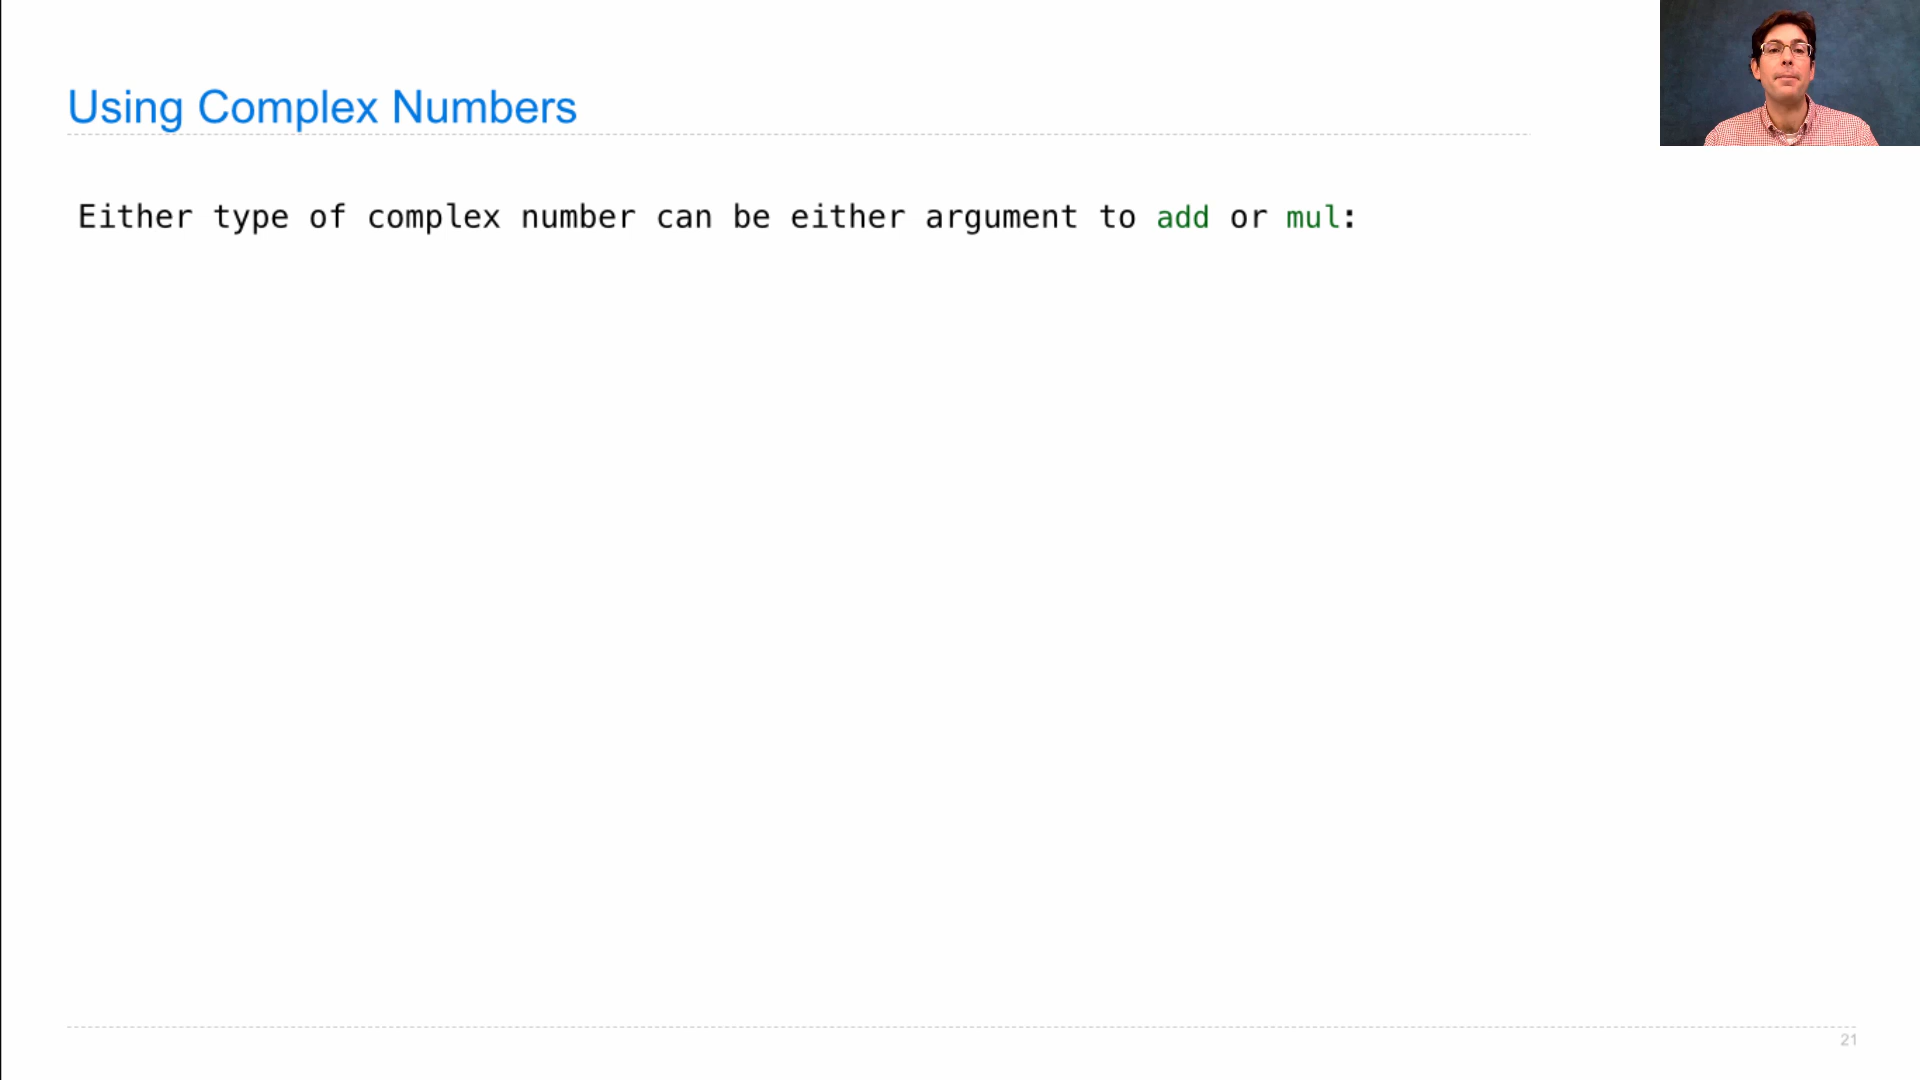 Using Complex Numbers
Either type of complex number can be either argument to add or mul:
21